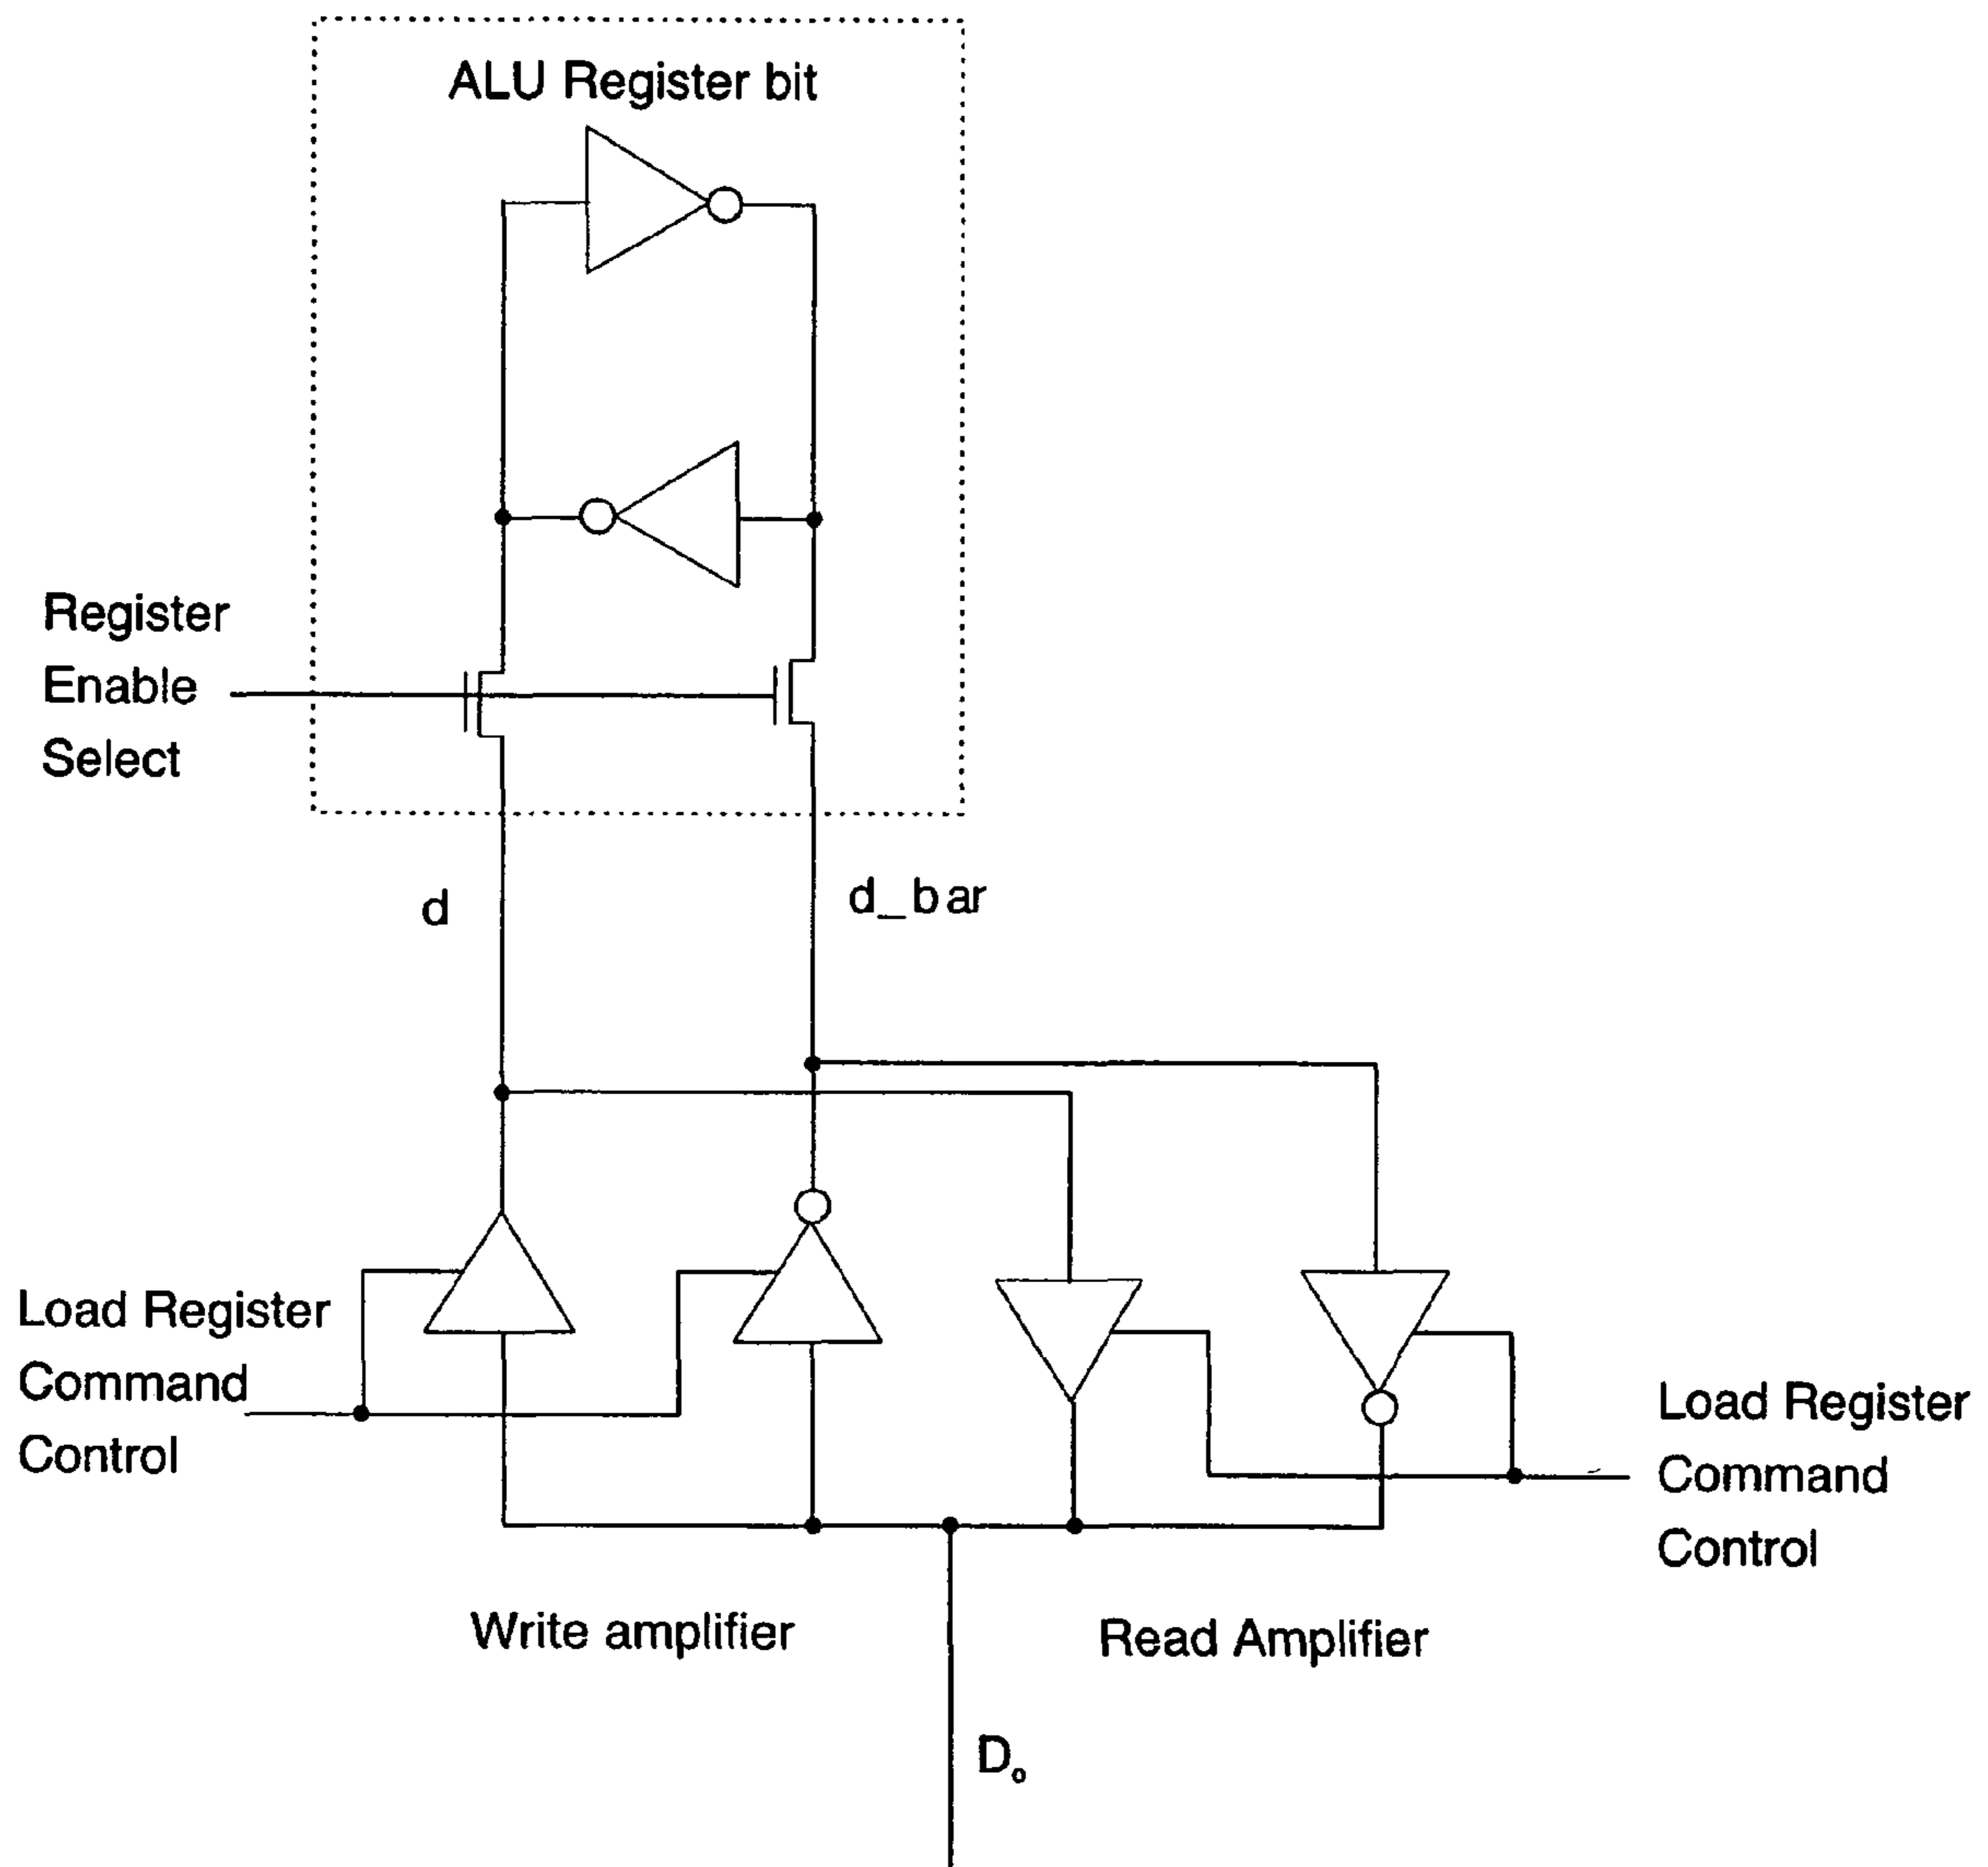 ALU Register bit
Register
Enable
Select
d
d_bar
Load Register
Command
Control
Load Register
Command
Control
Write amplifier
Read Amplifier
Do